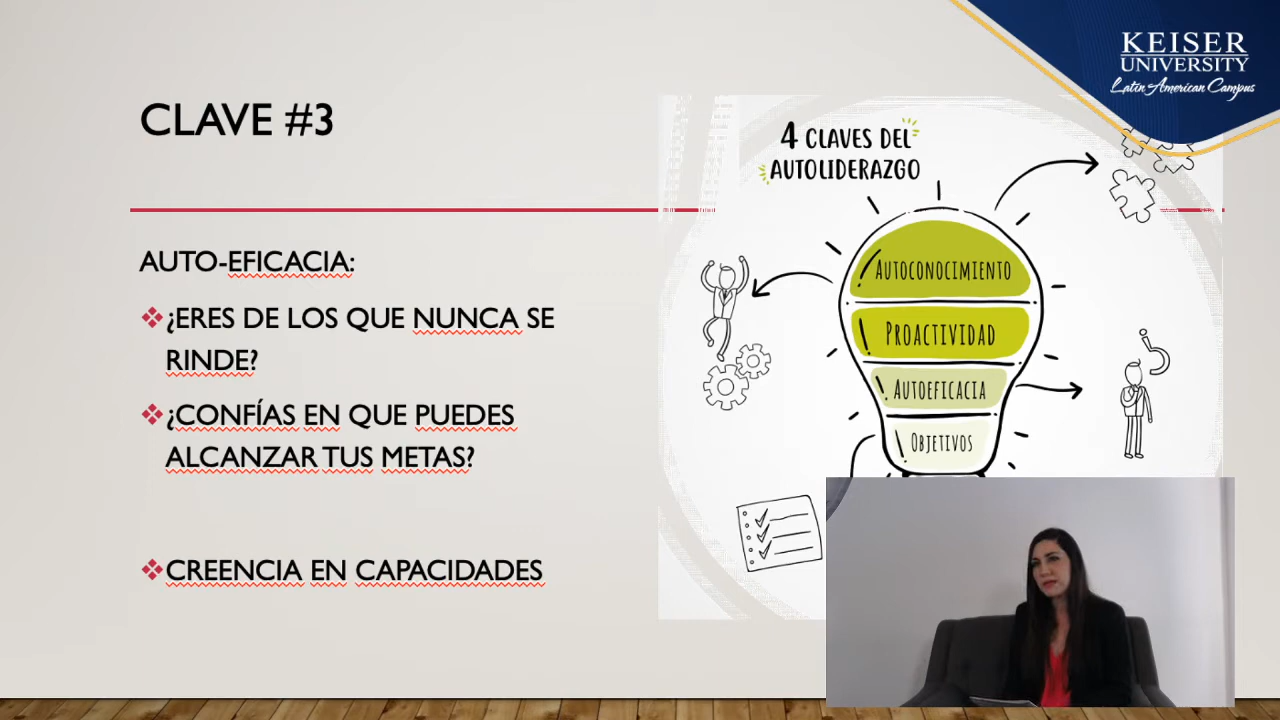 KEISER
UNIVERSITY
Latin American Campus
CLAVE #3
AUTO-EFICACIA:
¿ERES DE LOS QUE NUNCA SE
RINDE?
¿CONFÍAS EN QUE PUEDES
ALCANZAR TUS METAS?
CREENCIA EN CAPACIDADES
4 CLAVES DEL
AUTOLIDERAZGO
AUTOCONOCIMIENTO
PROACTIVIDAD
AUTOEFICACIA
OBJETIVOS